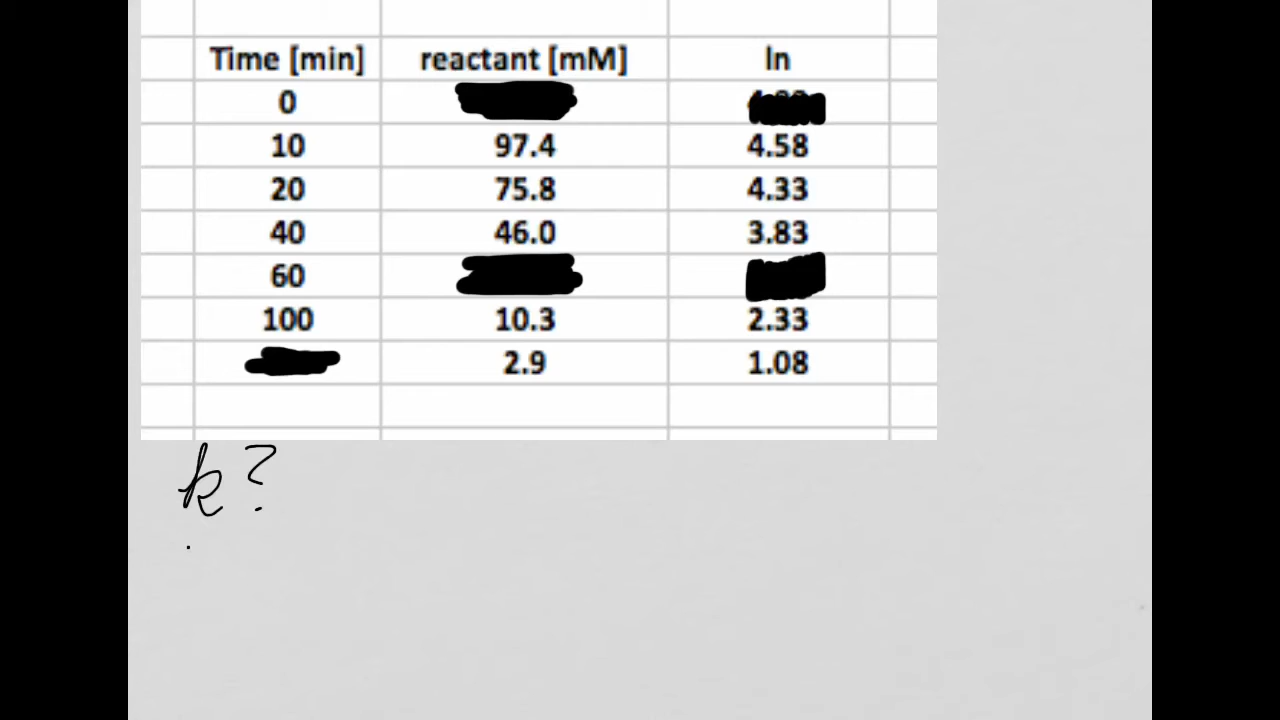 Time [min] reactant [mM] ln
0
10 97.4 4.58
20 75.8 4.33
40 46.0 3.83
60
100 10.3 2.33
2.9 1.08
k?